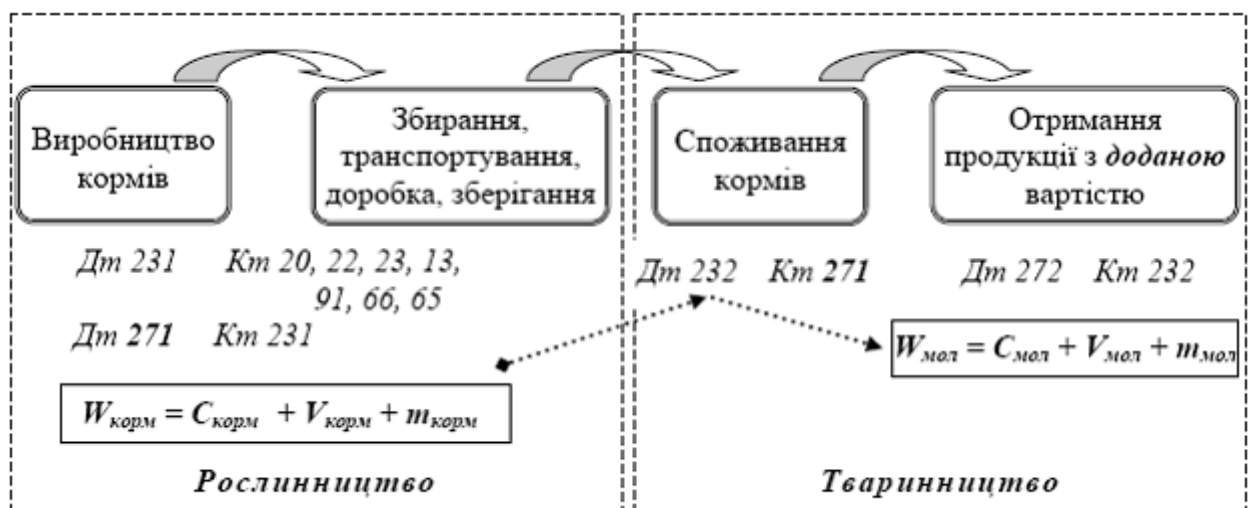 Виробництво
кормів
Збирання,
транспортування,
доробка, зберігання
Споживання
кормів
Отримання
продукції з доданою
вартістю
Дт 231 Кт 20, 22, 23, 13,
91, 66, 65
Дт 271 Кт 231
Wкорм = Cкорм + Vкорм + mкорм
Рослинництво
Дт 232 Кт 271
Дт 272 Кт 232
Wмол = Cмол + Vмол + mмол
Тваринництво